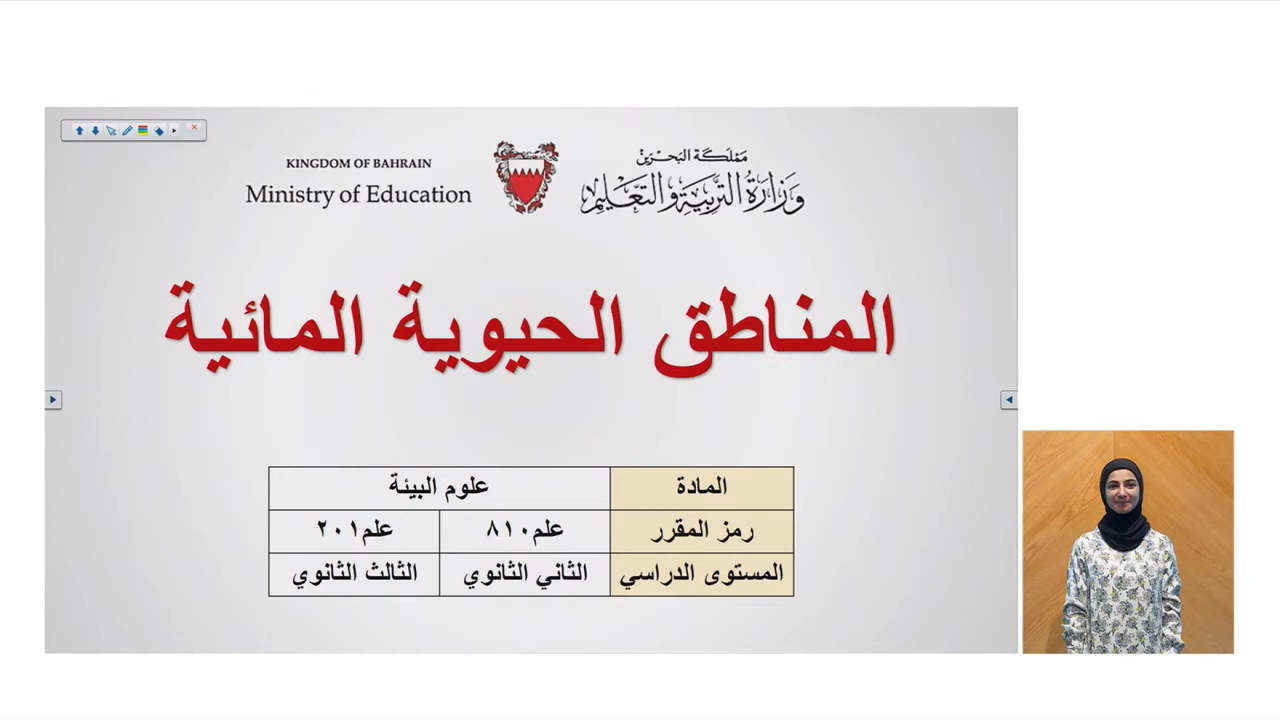 مملكة البحرين
وزارة التربية والتعليم
KINGDOM OF BAHRAIN
Ministry of Education
المناطق الحيوية المائية
المادة علوم البيئة
رمز المقرر علم٨١٠ علم٢٠١
المستوى الدراسي الثاني الثانوي الثالث الثانوي